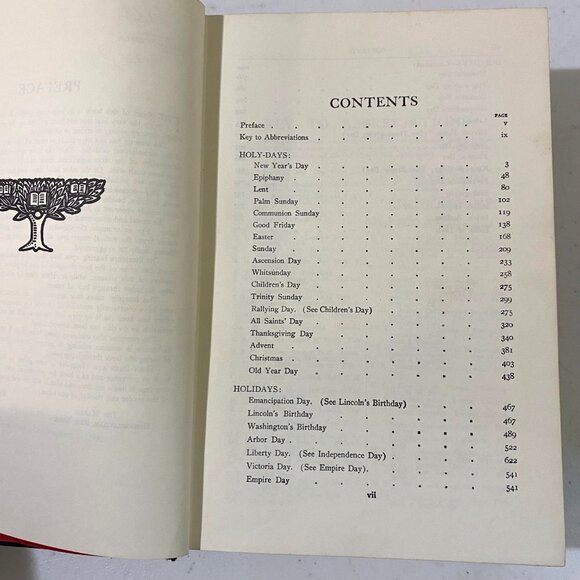 CONTENTS
PAGE
Preface . . . . . . . . v
Key to Abbreviations . . . . . . ix
HOLY-DAYS:
New Year's Day . . . . . . 3
Epiphany . . . . . . 48
Lent . . . . . . 80
Palm Sunday . . . . . . 102
Communion Sunday . . . . . . 119
Good Friday . . . . . . 138
Easter . . . . . . 168
Sunday . . . . . . 209
Ascension Day . . . . . . 233
Whitsunday . . . . . . 258
Children's Day . . . . . . 275
Trinity Sunday . . . . . . 299
Rallying Day. (See Children's Day) . . . . 275
All Saints' Day . . . . . . 320
Thanksgiving Day . . . . . . 340
Advent . . . . . . 381
Christmas . . . . . . . 403
Old Year Day . . . . . . 438
HOLIDAYS:
Emancipation Day. (See Lincoln's Birthday) . . . 467
Lincoln's Birthday . . . . . . 467
Washington's Birthday . . . . . . 489
Arbor Day . . . . . . . 522
Liberty Day. (See Independence Day) . . . . 622
Victoria Day. (See Empire Day). . . . . 541
Empire Day . . . . . . 541
vii
PREFACE